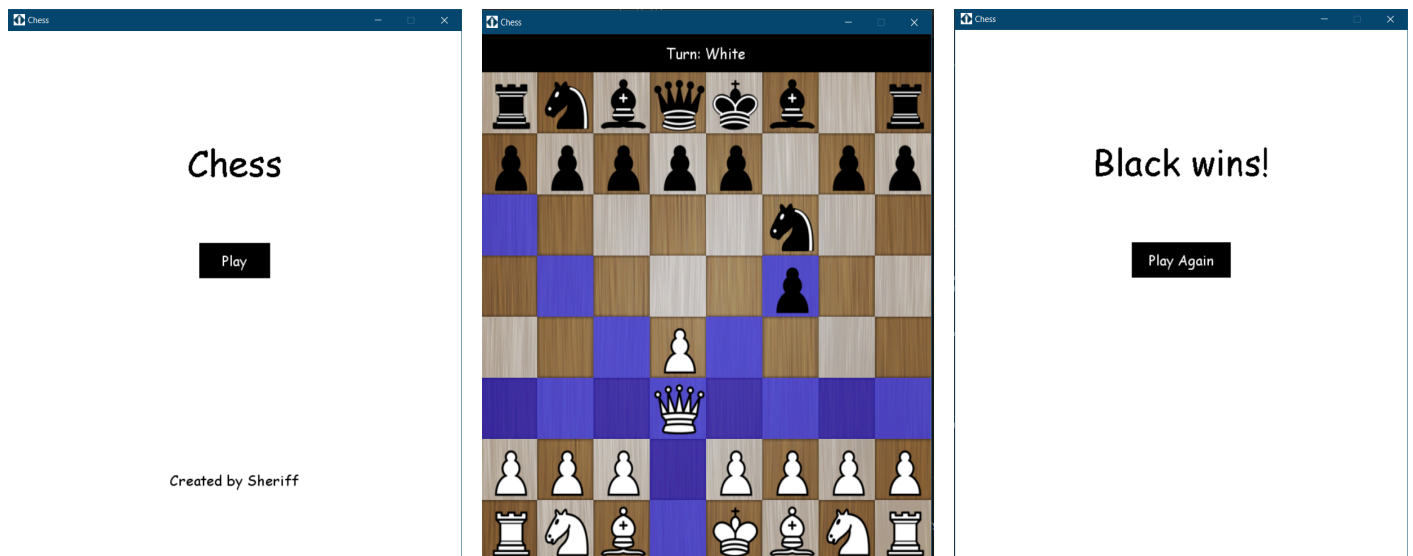 Chess
Chess
Play
Created by Sheriff
Chess
Turn: White
Chess
Black wins!
Play Again